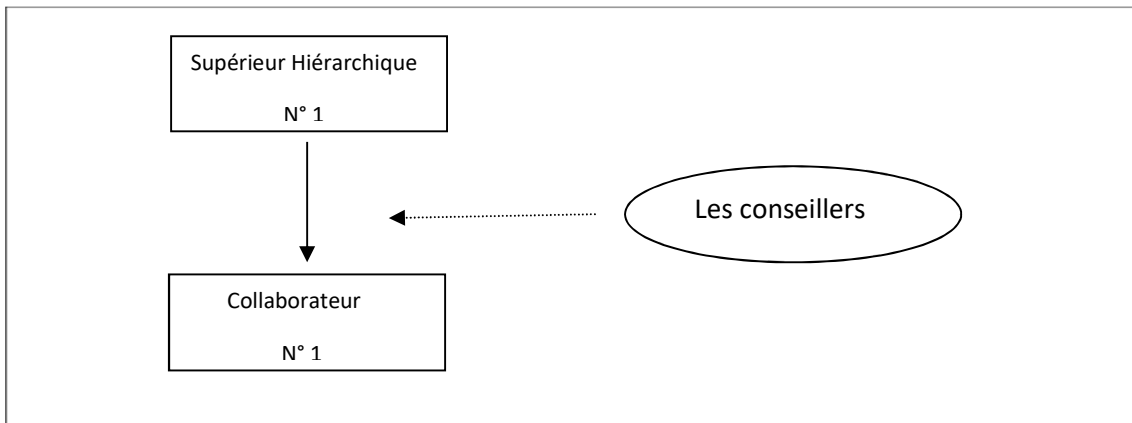 Supérieur Hiérarchique
N° 1
Les conseillers
Collaborateur
N° 1